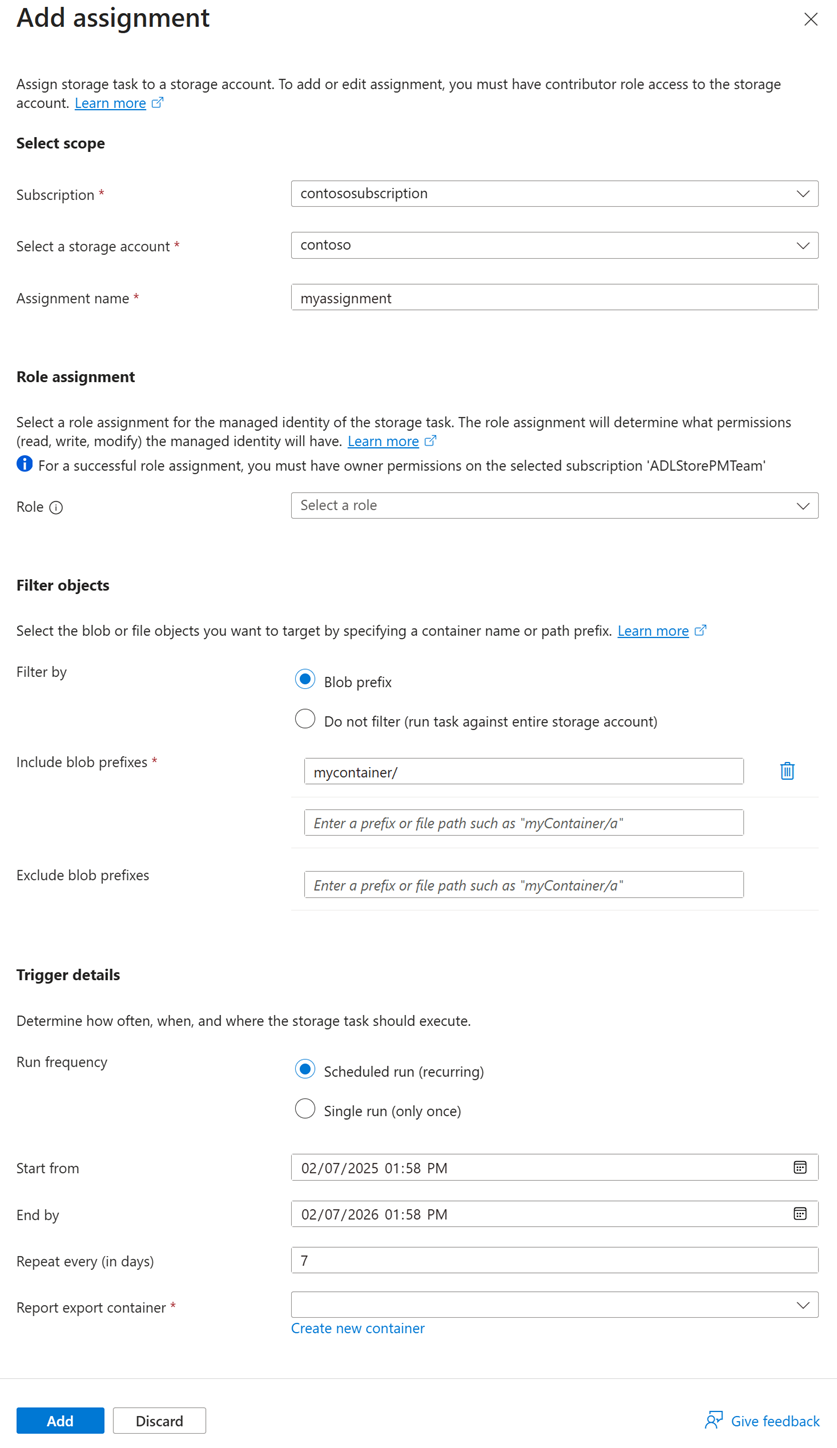 Add assignment
Assign storage task to a storage account. To add or edit assignment, you must have contributor role access to the storage
account. Learn more
Select scope
Subscription *
contososubscription
Select a storage account *
contoso
Assignment name *
myassignment
Role assignment
Select a role assignment for the managed identity of the storage task. The role assignment will determine what permissions
(read, write, modify) the managed identity will have. Learn more
For a successful role assignment, you must have owner permissions on the selected subscription 'ADLStorePMTeam'
Role
Select a role
Filter objects
Select the blob or file objects you want to target by specifying a container name or path prefix. Learn more
Filter by
Blob prefix
Do not filter (run task against entire storage account)
Include blob prefixes *
mycontainer/
Enter a prefix or file path such as "myContainer/a"
Exclude blob prefixes
Enter a prefix or file path such as "myContainer/a"
Trigger details
Determine how often, when, and where the storage task should execute.
Run frequency
Scheduled run (recurring)
Single run (only once)
Start from
02/07/2025 01:58 PM
End by
02/07/2026 01:58 PM
Repeat every (in days)
7
Report export container *
Create new container
Add
Discard
Give feedback